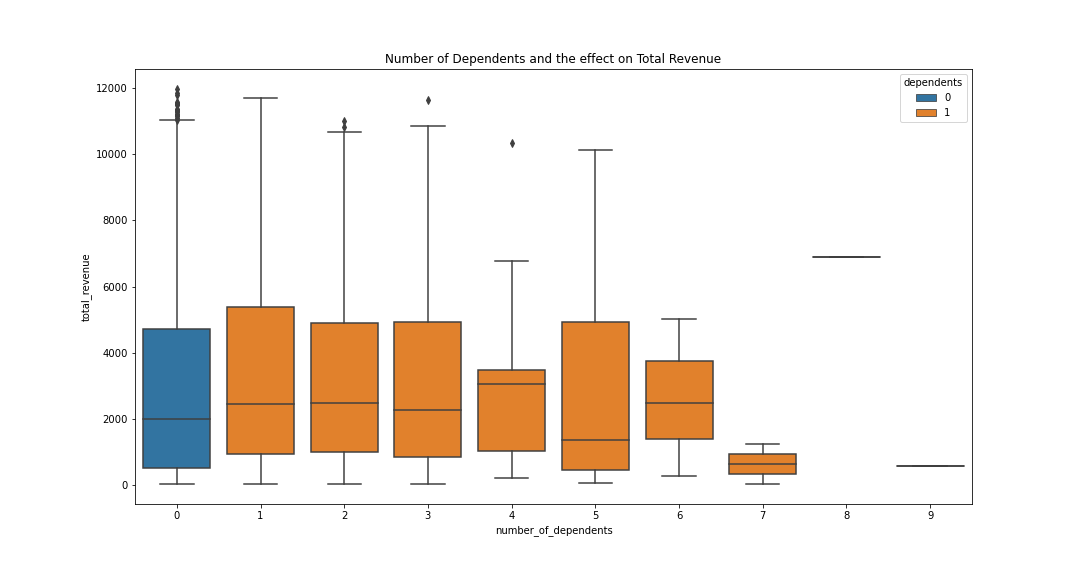 Number of Dependents and the effect on Total Revenue
dependents
0
1
12000
10000
8000
6000
4000
2000
0
total_revenue
0 1 2 3 4 5 6 7 8 9
number_of_dependents